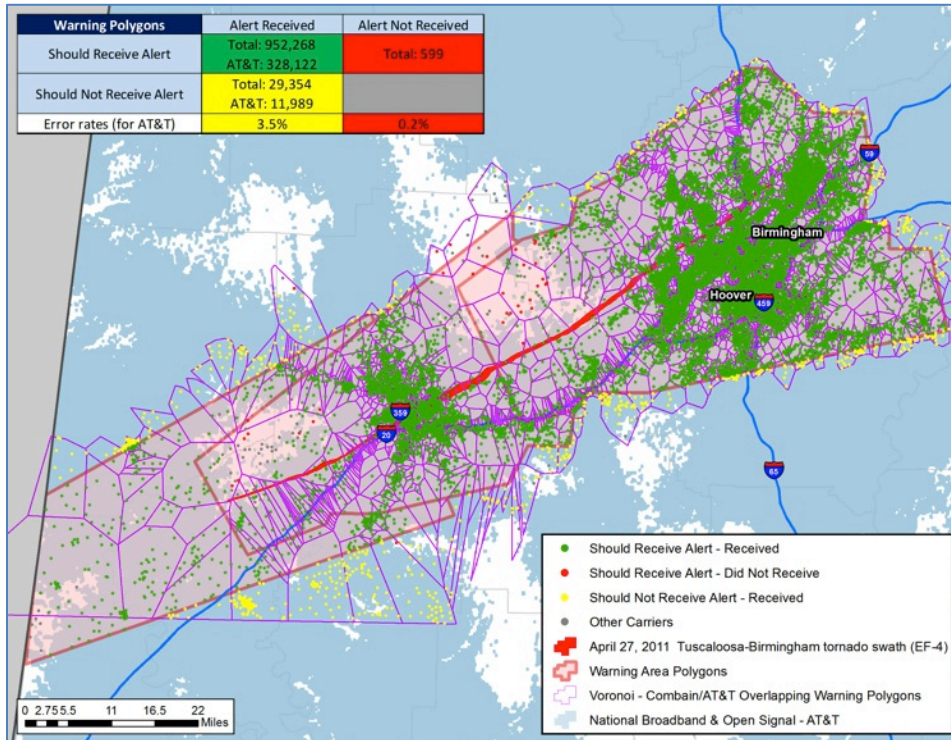 Warning Polygons Alert Received Alert Not Received
Should Receive Alert Total: 952,268 Total: 599
AT&T: 328,122
Should Not Receive Alert Total: 29,354
AT&T: 11,989
Error rates (for AT&T) 3.5% 0.2%
59
Birmingham
Hoover
459
359
20
65
Should Receive Alert - Received
Should Receive Alert - Did Not Receive
Should Not Receive Alert - Received
Other Carriers
April 27, 2011 Tuscaloosa-Birmingham tornado swath (EF-4)
Warning Area Polygons
Voronoi - Combain/AT&T Overlapping Warning Polygons
National Broadband & Open Signal - AT&T
0 2.75 5.5 11 16.5 22
Miles